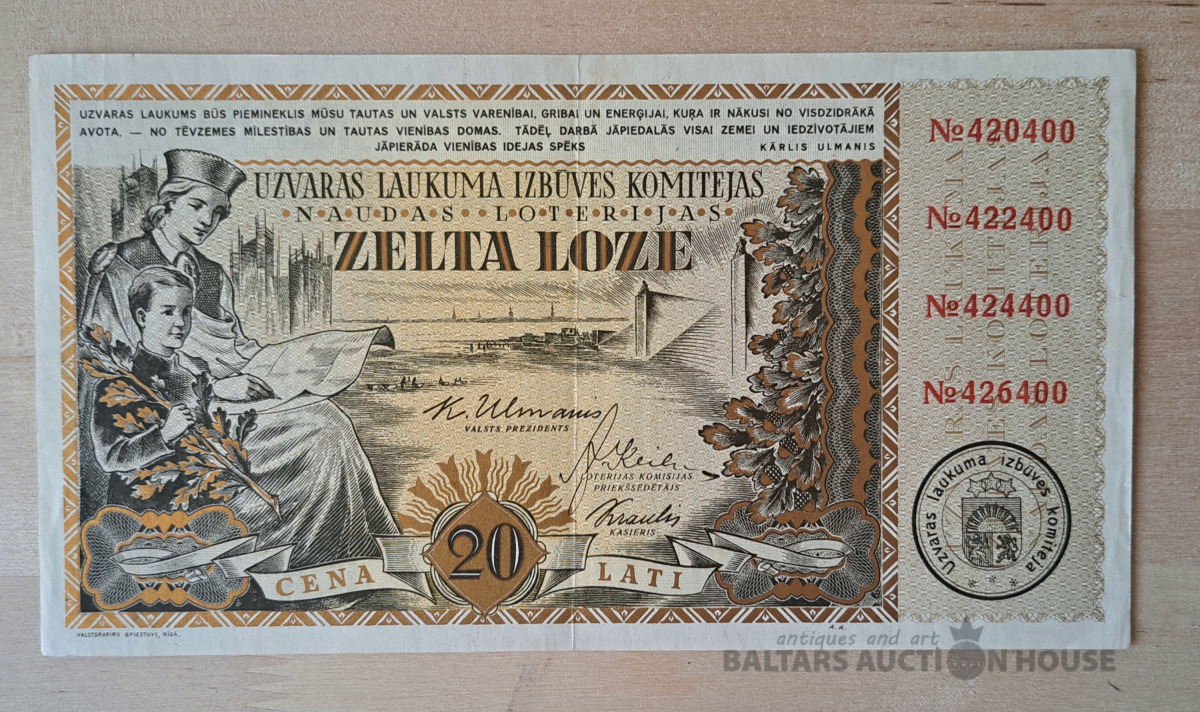 UZVARAS LAUKUMS BŪS PIEMINEKLIS MŪSU TAUTAS UN VALSTS VARENĪBAI, GRIBAI UN ENERĢIJAI, KUŖA IR NĀKUSI NO VISDZIDRĀKĀ
AVOTA, — NO TĒVZEMES MĪLESTĪBAS UN TAUTAS VIENĪBAS DOMAS. TĀDĒĻ DARBĀ JĀPIEDALĀS VISAI ZEMEI UN IEDZĪVOTĀJIEM
JĀPIERĀDA VIENĪBAS IDEJAS SPĒKS KĀRLIS ULMANIS
UZVARAS LAUKUMA IZBŪVES KOMITEJAS
NAUDAS LOTERIJAS
ZELTA LOZE
K. Ulmanis
VALSTS PREZIDENTS
LOTERIJAS KOMISIJAS
PRIEKŠSĒDĒTĀJS
KASIERIS
CENA 20 LATI
VALSTSPAPĪRU SPIESTUVE, RĪGĀ.
A. A.
№420400
№422400
№424400
№426400
Uzvaras laukuma izbūves komiteja
antiques and art
BALTARS AUCTION HOUSE